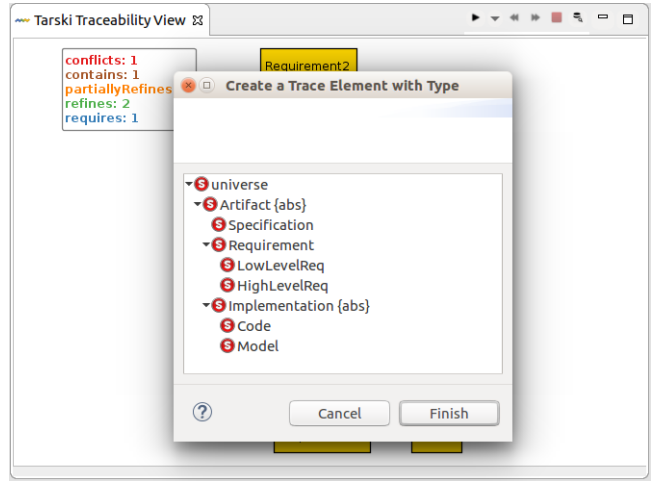 Tarski Traceability View
conflicts: 1
contains: 1
partiallyRefines
refines: 2
requires: 1
Requirement2
Create a Trace Element with Type
S universe
S Artifact {abs}
S Specification
S Requirement
S LowLevelReq
S HighLevelReq
S Implementation {abs}
S Code
S Model
?
Cancel
Finish